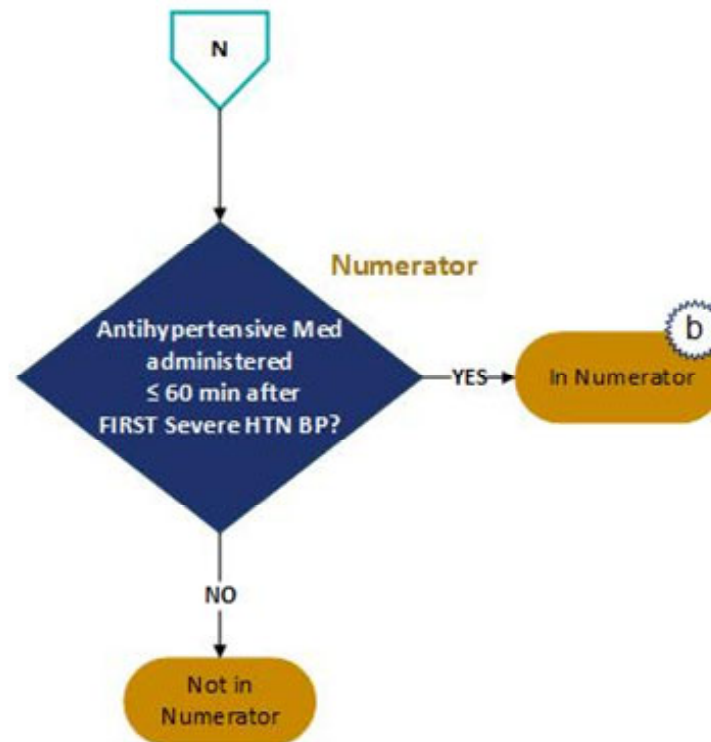 N
Numerator
Antihypertensive Med
administered
≤ 60 min after
FIRST Severe HTN BP?
YES
In Numerator
b
NO
Not in
Numerator